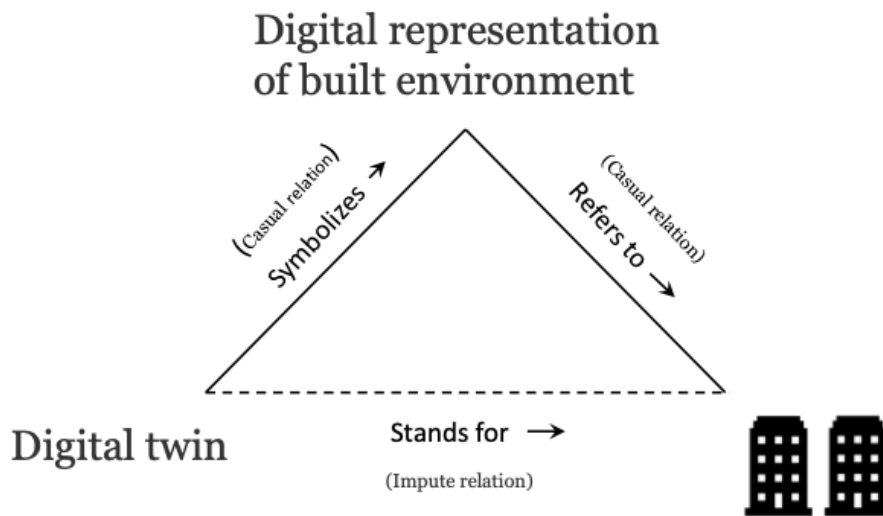 Digital representation
of built environment
(Casual relation)
Symbolizes
(Casual relation)
Refers to
Digital twin
Stands for
(Impute relation)